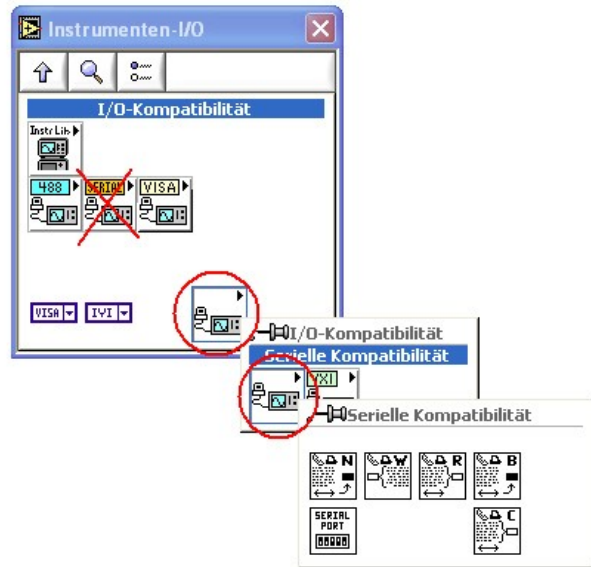 Instrumenten-I/O
I/O-Kompatibilität
Instr Lib
488 SERIAL VISA
VISA IVI
I/O-Kompatibilität
Serielle Kompatibilität
VXI
Serielle Kompatibilität
N W R B
SERIAL
PORT
C